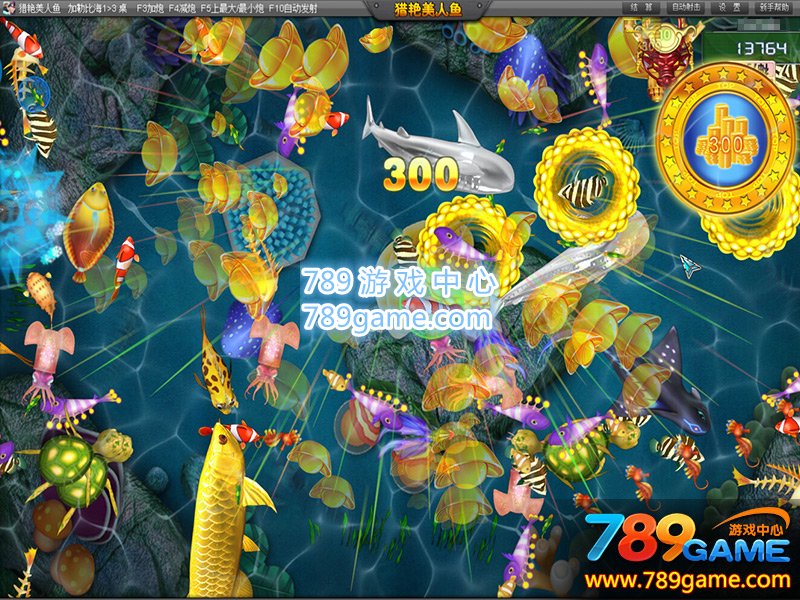 猎艳美人鱼 加勒比海1>3 桌 F3加炮 F4减炮 F5上最大/最小炮 F10自动发射
猎艳美人鱼
结 算 自动射击 设 置 新手帮助
13764
300
300
789游戏中心
789game.com
789GAME 游戏中心
www.789game.com